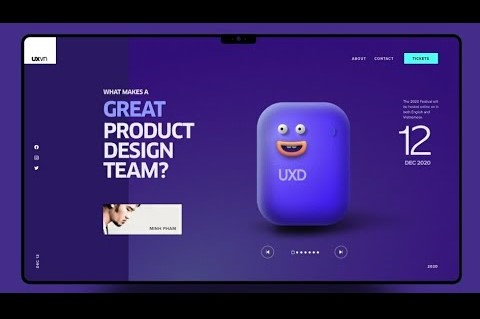 UXVN
ABOUT
CONTACT
TICKETS
WHAT MAKES A
GREAT
PRODUCT
DESIGN
TEAM?
MINH PHAM
UXD
The 2020 Festival will
be hosted online on in
both English and
Vietnamese.
12
DEC 2020
DEC 12
2020